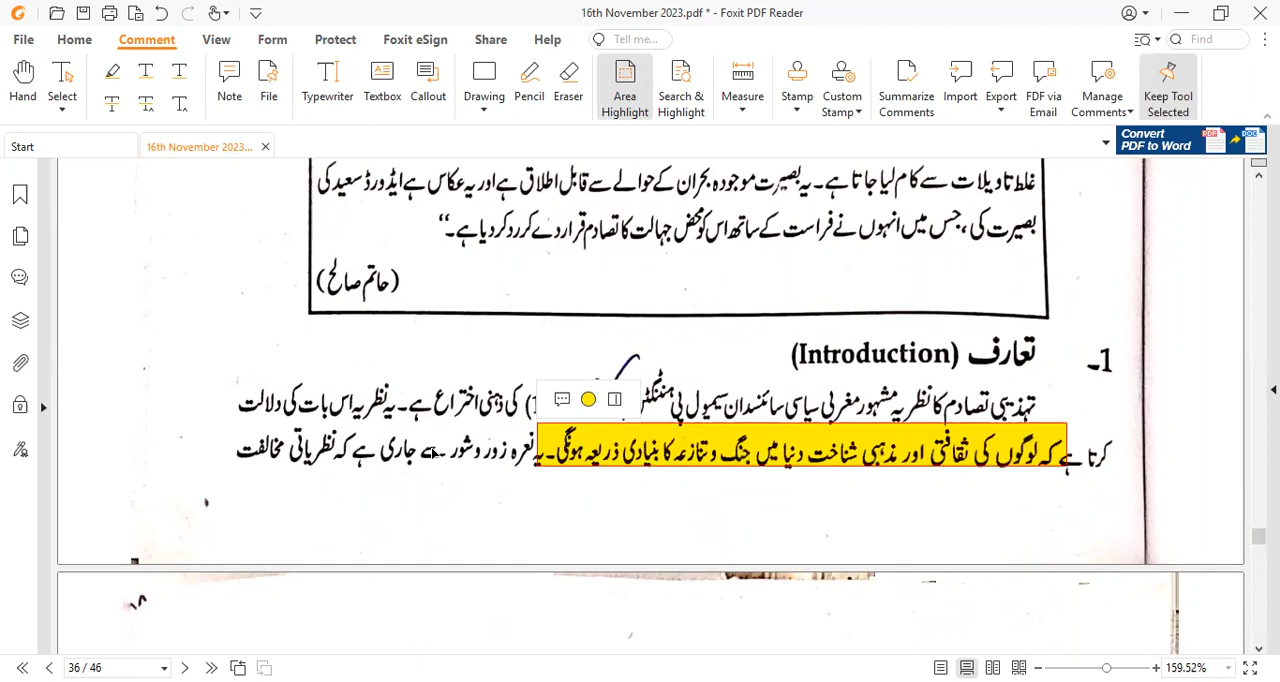 16th November 2023.pdf * - Foxit PDF Reader
File Home Comment View Form Protect Foxit eSign Share Help Tell me... Find
Hand Select Note File Typewriter Textbox Callout Drawing Pencil Eraser Area Highlight Search & Highlight Measure Stamp Custom Stamp Summarize Comments Import Export FDF via Email Manage Comments Keep Tool Selected
Start 16th November 2023... Convert PDF to Word
غلط تاویلات سے کام لیا جاتا ہے۔ یہ بصیرت موجودہ بحران کے حوالے سے قابل اطلاق ہے اور یہ عکاس ہے ایڈورڈ سعید کی
بصیرت کی، جس میں انہوں نے فراست کے ساتھ اس کو محض جہالت کا تصادم قرار دے کر رد کر دیا ہے۔“
(حاتم صالح)
1۔ تعارف (Introduction)
تہذیبی تصادم کا نظریہ مشہور مغربی سیاسی سائنسدان سیموئل پی ہنٹنگٹن کی ذہنی اختراع ہے۔ یہ نظریہ اس بات کی دلالت
کرتا ہے کہ لوگوں کی ثقافتی اور مذہبی شناخت دنیا میں جنگ و تنازعہ کا بنیادی ذریعہ ہونگی۔ یہ نعرہ زور و شور سے جاری ہے کہ نظریاتی مخالفت
۱۸
36 / 46 159.52%